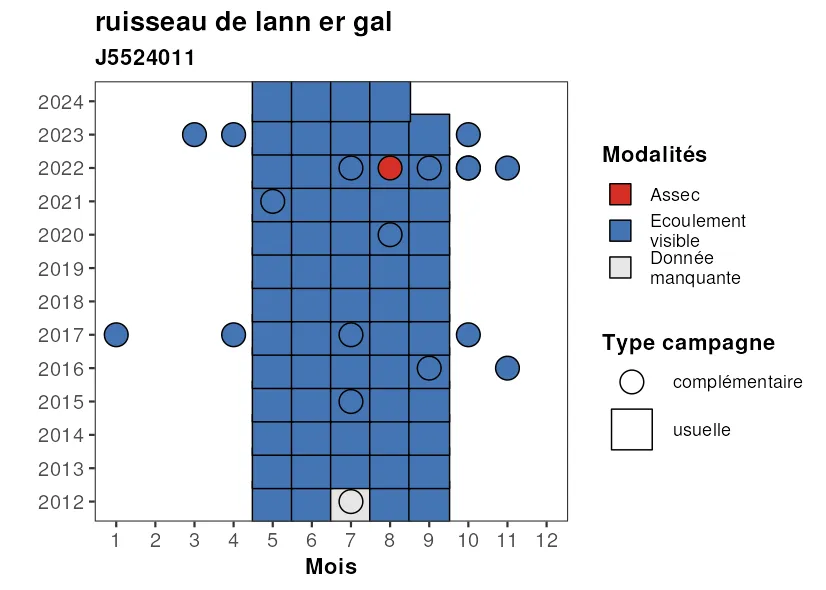 ruisseau de lann er gal
J5524011
2024
2023
2022
2021
2020
2019
2018
2017
2016
2015
2014
2013
2012
1 2 3 4 5 6 7 8 9 10 11 12
Mois
Modalités
Assec
Ecoulement
visible
Donnée
manquante
Type campagne
complémentaire
usuelle